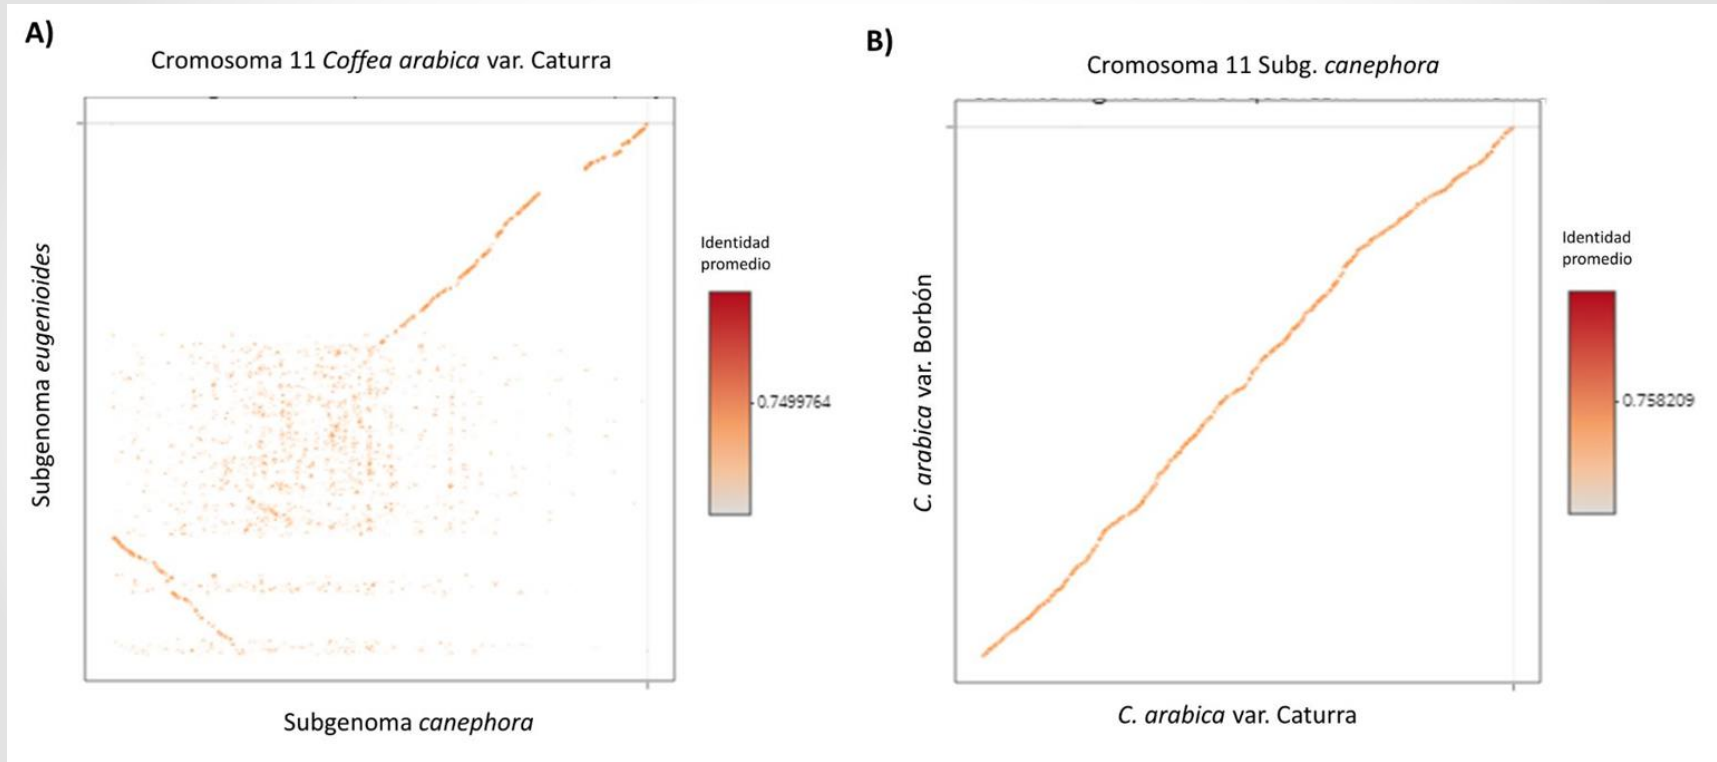 A)
Cromosoma 11 Coffea arabica var. Caturra
Subgenoma eugenioides
Identidad
promedio
0.7499764
Subgenoma canephora
B)
Cromosoma 11 Subg. canephora
C. arabica var. Borbón
Identidad
promedio
0.758209
C. arabica var. Caturra